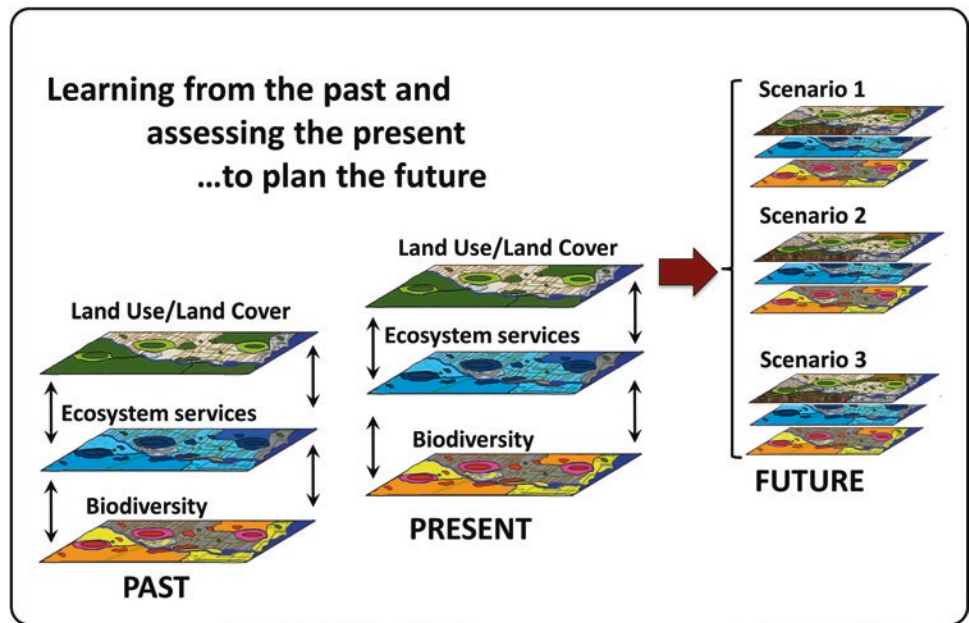 Learning from the past and
assessing the present
...to plan the future
Land Use/Land Cover
Ecosystem services
Biodiversity
PAST
Land Use/Land Cover
Ecosystem services
Biodiversity
PRESENT
Scenario 1
Scenario 2
Scenario 3
FUTURE